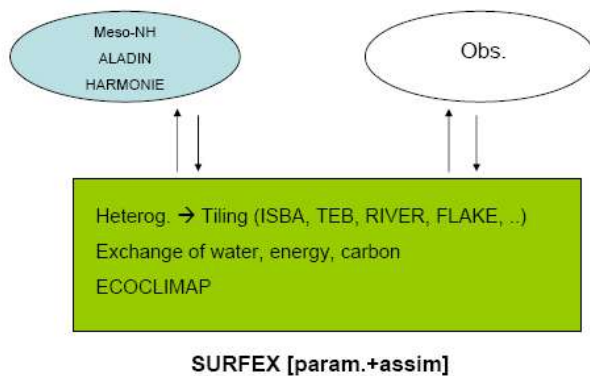 Meso-NH
ALADIN
HARMONIE
Obs.
Heterog. → Tiling (ISBA, TEB, RIVER, FLAKE, ..)
Exchange of water, energy, carbon
ECOCLIMAP
SURFEX [param.+assim]